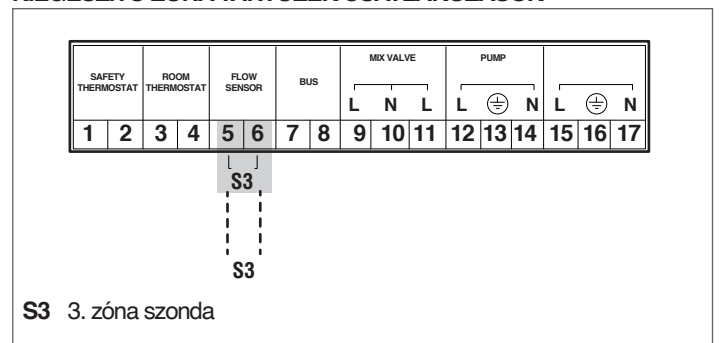 SAFETY THERMOSTAT ROOM THERMOSTAT FLOW SENSOR BUS MIX VALVE PUMP
L N L L N L N
1 2 3 4 5 6 7 8 9 10 11 12 13 14 15 16 17
S3
S3
S3 3. zóna szonda